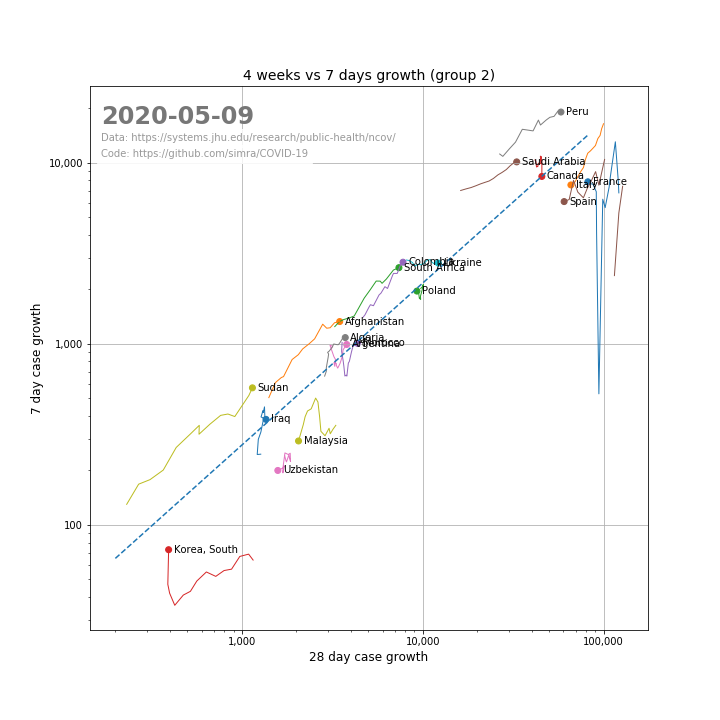 4 weeks vs 7 days growth (group 2)
2020-05-09
Data: https://systems.jhu.edu/research/public-health/ncov/
Code: https://github.com/simra/COVID-19
Peru
10,000
Saudi Arabia
Canada
France
Italy
Spain
Colombia
Ukraine
South Africa
Poland
Afghanistan
Algeria
1,000
Morocco
Argentina
Sudan
Iraq
Malaysia
Uzbekistan
100
Korea, South
1,000
10,000
100,000
28 day case growth
7 day case growth